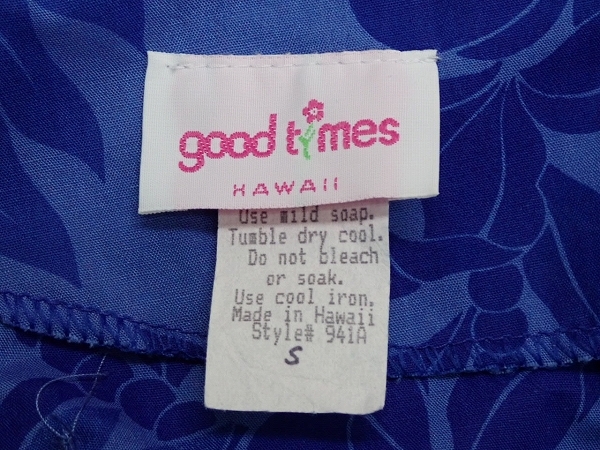 good times
HAWAII
Use mild soap.
Tumble dry cool.
Do not bleach
or soak.
Use cool iron.
Made in Hawaii
Style# 941A
S